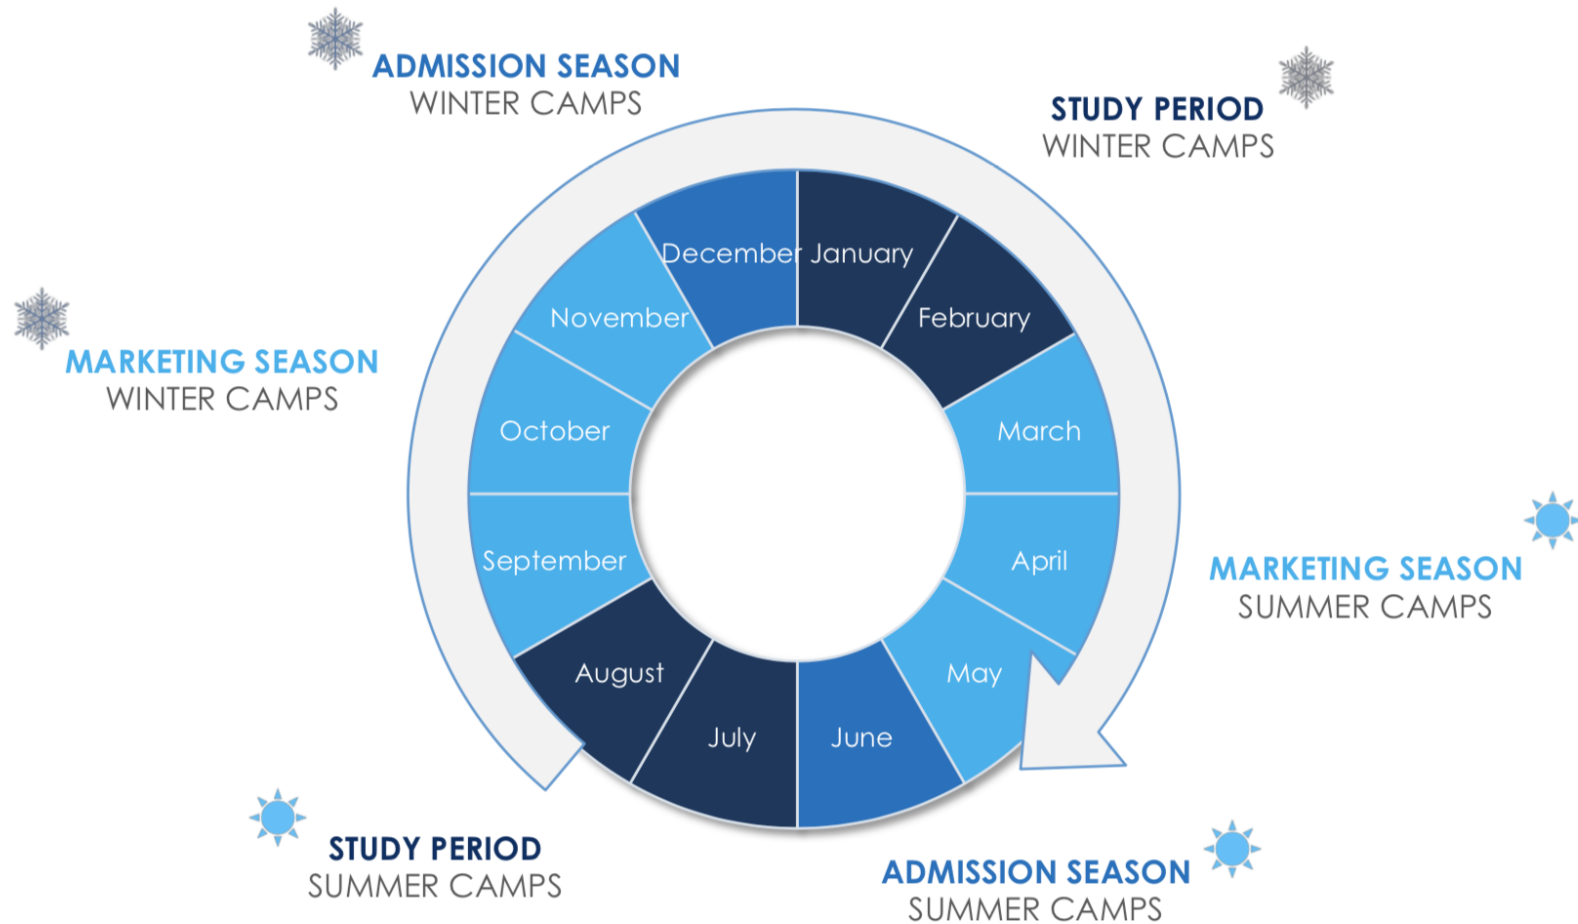 ADMISSION SEASON
WINTER CAMPS
STUDY PERIOD
WINTER CAMPS
December
January
November
February
MARKETING SEASON
WINTER CAMPS
October
March
September
April
MARKETING SEASON
SUMMER CAMPS
August
May
July
June
STUDY PERIOD
SUMMER CAMPS
ADMISSION SEASON
SUMMER CAMPS